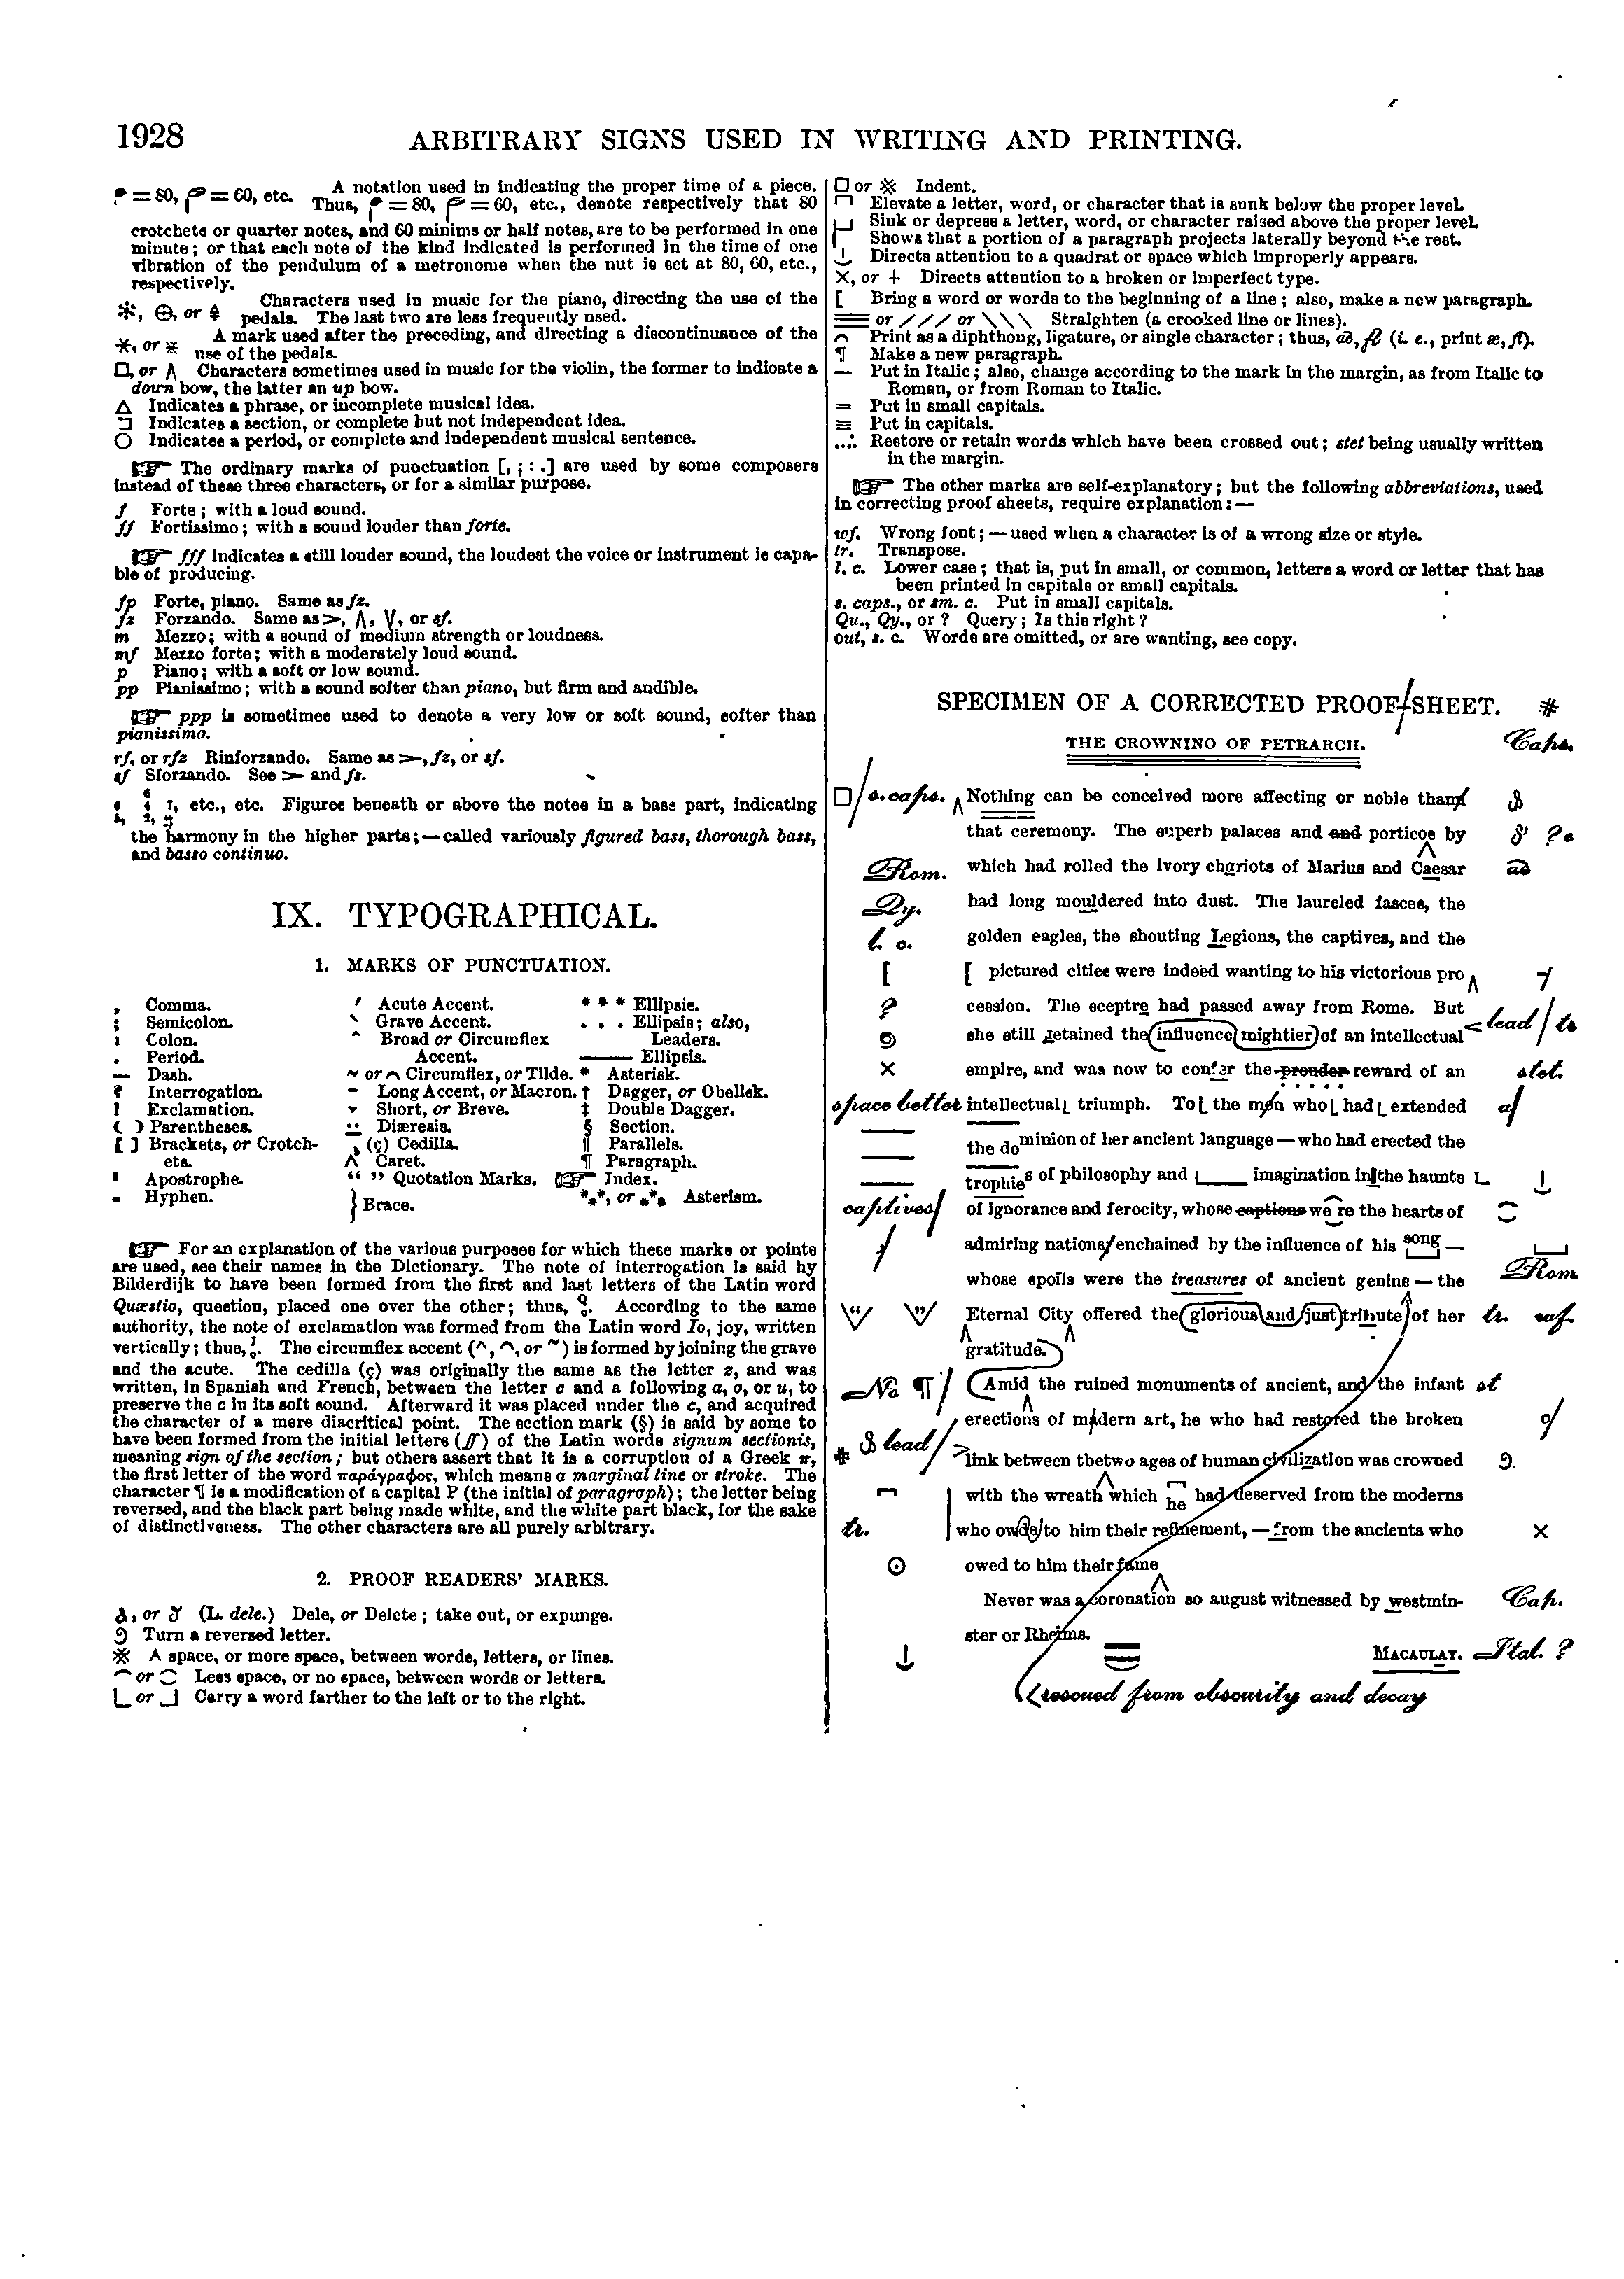 1928 ARBITRARY SIGNS USED IN WRITING AND PRINTING.
= 80, = 60, etc. A notation used in indicating the proper time of a piece.
Thus, = 80, = 60, etc., denote respectively that 80
crotchets or quarter notes, and 60 minims or half notes, are to be performed in one
minute; or that each note of the kind indicated is performed in the time of one
vibration of the pendulum of a metronome when the nut is set at 80, 60, etc.,
respectively.
Characters used in music for the piano, directing the use of the
pedals. The last two are less frequently used.
A mark used after the preceding, and directing a discontinuance of the
use of the pedals.
or Characters sometimes used in music for the violin, the former to indicate a
down bow, the latter an up bow.
△ Indicates a phrase, or incomplete musical idea.
Indicates a section, or complete but not independent idea.
○ Indicates a period, or complete and independent musical sentence.
☞ The ordinary marks of punctuation [, ; : .] are used by some composers
instead of these three characters, or for a similar purpose.
f Forte; with a loud sound.
ff Fortissimo; with a sound louder than forte.
☞ fff indicates a still louder sound, the loudest the voice or instrument is capa-
ble of producing.
fp Forte, piano. Same as fz.
fz Forzando. Same as >, Λ, V, or sf.
m Mezzo; with a sound of medium strength or loudness.
mf Mezzo forte; with a moderately loud sound.
p Piano; with a soft or low sound.
pp Pianissimo; with a sound softer than piano, but firm and audible.
☞ ppp is sometimes used to denote a very low or soft sound, softer than
pianissimo.
rf, or rfz Rinforzando. Same as >, fz, or sf.
sf Sforzando. See > and fz.
etc., etc. Figures beneath or above the notes in a bass part, indicating
the harmony in the higher parts; — called variously figured bass, thorough bass,
and basso continuo.
IX. TYPOGRAPHICAL.
1. MARKS OF PUNCTUATION.
, Comma.
; Semicolon.
: Colon.
. Period.
— Dash.
? Interrogation.
! Exclamation.
( ) Parentheses.
[ ] Brackets, or Crotch-
ets.
' Apostrophe.
- Hyphen.
´ Acute Accent.
` Grave Accent.
^ Broad or Circumflex
Accent.
~ or ⌢ Circumflex, or Tilde.
- Long Accent, or Macron.
˘ Short, or Breve.
¨ Diæresis.
¸ (ç) Cedilla.
Λ Caret.
“ ” Quotation Marks.
} Brace.
* * * Ellipsis.
. . . Ellipsis; also,
Leaders.
—— Ellipsis.
* Asterisk.
† Dagger, or Obelisk.
‡ Double Dagger.
§ Section.
|| Parallels.
¶ Paragraph.
☞ Index.
***, or *** Asterism.
☞ For an explanation of the various purposes for which these marks or points
are used, see their names in the Dictionary. The note of interrogation is said by
Bilderdijk to have been formed from the first and last letters of the Latin word
Quæstio, question, placed one over the other; thus, Q o. According to the same
authority, the note of exclamation was formed from the Latin word Io, joy, written
vertically; thus, I o. The circumflex accent (^, ⌢, or ~) is formed by joining the grave
and the acute. The cedilla (ç) was originally the same as the letter z, and was
written, in Spanish and French, between the letter c and a following a, o, or u, to
preserve the c in its soft sound. Afterward it was placed under the c, and acquired
the character of a mere diacritical point. The section mark (§) is said by some to
have been formed from the initial letters (ſſ) of the Latin words signum sectionis,
meaning sign of the section; but others assert that it is a corruption of a Greek π,
the first letter of the word παράγραφος, which means a marginal line or stroke. The
character ¶ is a modification of a capital P (the initial of paragraph); the letter being
reversed, and the black part being made white, and the white part black, for the sake
of distinctiveness. The other characters are all purely arbitrary.
2. PROOF READERS' MARKS.
or (L. dele.) Dele, or Delete; take out, or expunge.
Turn a reversed letter.
A space, or more space, between words, letters, or lines.
or Less space, or no space, between words or letters.
or Carry a word farther to the left or to the right.
□ or Indent.
Elevate a letter, word, or character that is sunk below the proper level.
Sink or depress a letter, word, or character raised above the proper level.
Shows that a portion of a paragraph projects laterally beyond the rest.
Directs attention to a quadrat or space which improperly appears.
×, or + Directs attention to a broken or imperfect type.
[ Bring a word or words to the beginning of a line; also, make a new paragraph.
or / / / or \ \ \ Straighten (a crooked line or lines).
Print as a diphthong, ligature, or single character; thus, ae, fl (i. e., print æ, fl).
¶ Make a new paragraph.
— Put in Italic; also, change according to the mark in the margin, as from Italic to
Roman, or from Roman to Italic.
= Put in small capitals.
≡ Put in capitals.
.... Restore or retain words which have been crossed out; stet being usually written
in the margin.
☞ The other marks are self-explanatory; but the following abbreviations, used
in correcting proof sheets, require explanation: —
wf. Wrong font; — used when a character is of a wrong size or style.
tr. Transpose.
l. c. Lower case; that is, put in small, or common, letters a word or letter that has
been printed in capitals or small capitals.
s. caps., or sm. c. Put in small capitals.
Qu., Qy., or ? Query; Is this right?
out, s. c. Words are omitted, or are wanting, see copy.
SPECIMEN OF A CORRECTED PROOF/SHEET. #
THE CROWNINO OF PETRARCH. Caps.
□/ s. caps. Nothing can be conceived more affecting or noble than
that ceremony. The superb palaces and and porticos by ? e
Rom. which had rolled the ivory chariots of Marius and Caesar ae
Qy. had long mouldered into dust. The laureled fasces, the
l. c. golden eagles, the shouting Legions, the captives, and the
[ [ pictured cities were indeed wanting to his victorious pro -/
? cession. The sceptre had passed away from Rome. But
she still retained the influence mightier of an intellectual < lead / tr
× empire, and was now to confer the prouder reward of an stet.
space better intellectual triumph. To the men who had extended a/
the dominion of her ancient language — who had erected the
trophies of philosophy and imagination in the haunts
captives/ of ignorance and ferocity, whose captions we re the hearts of
/ admiring nations/enchained by the influence of his song —
whose spoils were the treasures of ancient genius — the Rom.
“ ” Eternal City offered the glorious and just tribute of her tr. wf.
gratitude.
No ¶/ Amid the ruined monuments of ancient, and the infant st
erections of modern art, he who had restored the broken o/
# lead/ > link between tbetwo ages of human civilization was crowned
with the wreath which he had deserved from the moderns
tr. who owde to him their refinement, — from the ancients who ×
⊙ owed to him their fame
Never was a coronation so august witnessed by westmin- Cap.
ster or Rheims.
MACAULAY. Ital. ?
(rescued from obscurity and decay